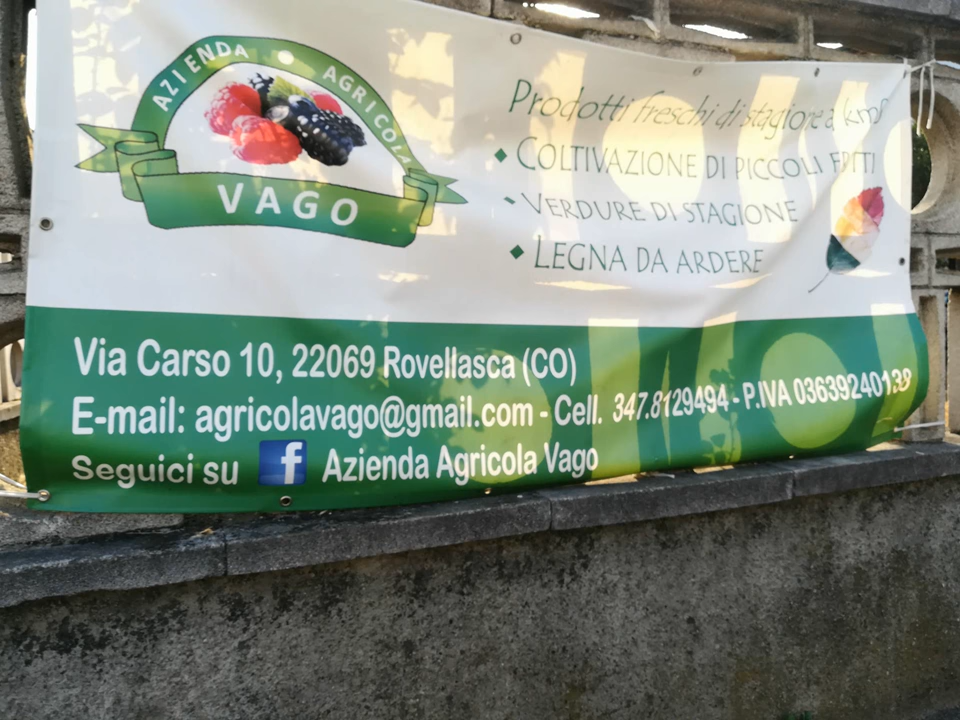 AZIENDA • AGRICOLA
VAGO
Prodotti freschi di stagione a km0
• COLTIVAZIONE DI PICCOLI FRUTTI
• VERDURE DI STAGIONE
• LEGNA DA ARDERE
Via Carso 10, 22069 Rovellasca (CO)
E-mail: agricolavago@gmail.com - Cell. 347.8129494 - P.IVA
Seguici su f Azienda Agricola Vago